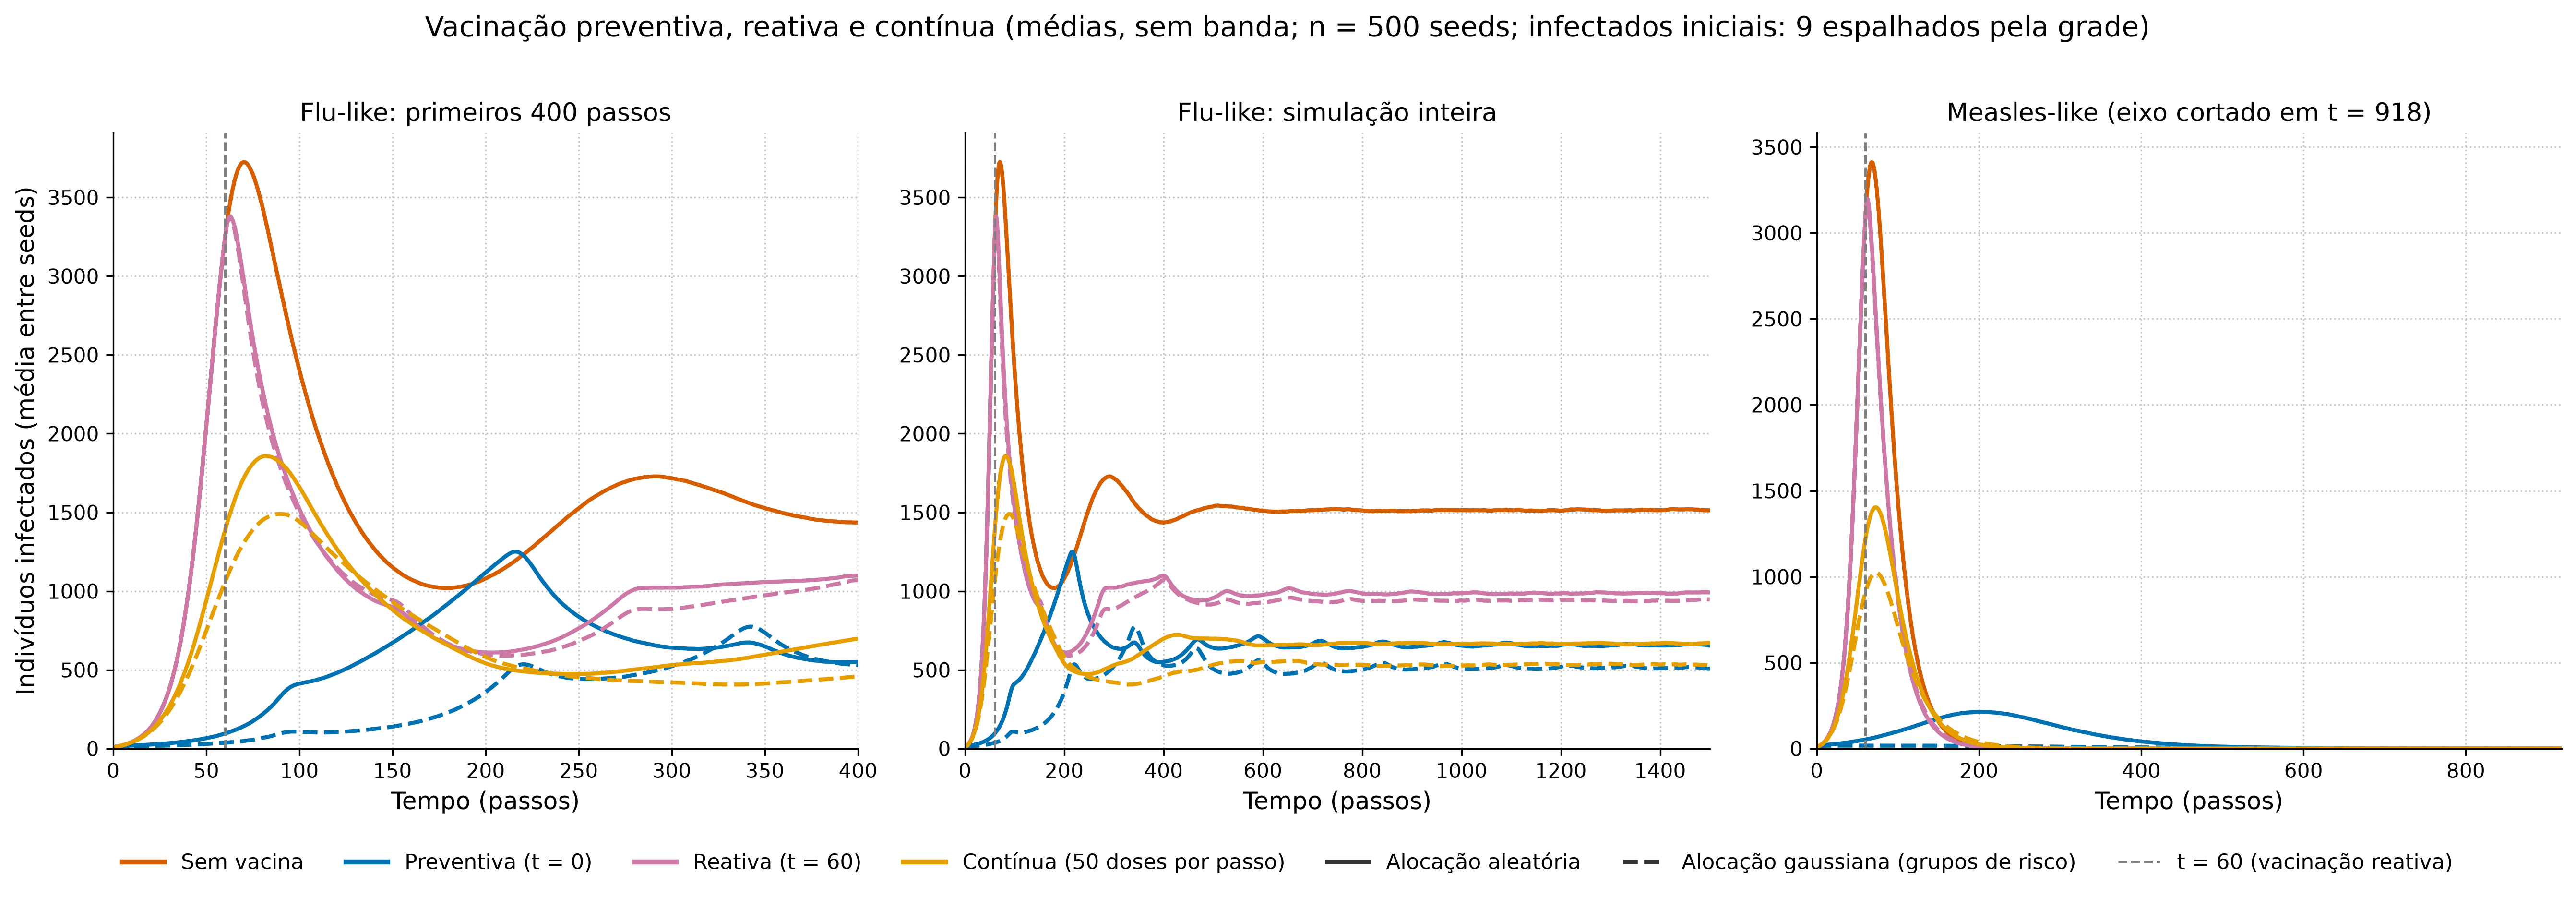 Vacinação preventiva, reativa e contínua (médias, sem banda; n = 500 seeds; infectados iniciais: 9 espalhados pela grade)
Flu-like: primeiros 400 passos
Flu-like: simulação inteira
Measles-like (eixo cortado em t = 918)
Indivíduos infectados (média entre seeds)
3500
3000
2500
2000
1500
1000
500
0
0 50 100 150 200 250 300 350 400
Tempo (passos)
3500
3000
2500
2000
1500
1000
500
0
0 200 400 600 800 1000 1200 1400
Tempo (passos)
3500
3000
2500
2000
1500
1000
500
0
0 200 400 600 800
Tempo (passos)
Sem vacina
Preventiva (t = 0)
Reativa (t = 60)
Contínua (50 doses por passo)
Alocação aleatória
Alocação gaussiana (grupos de risco)
t = 60 (vacinação reativa)